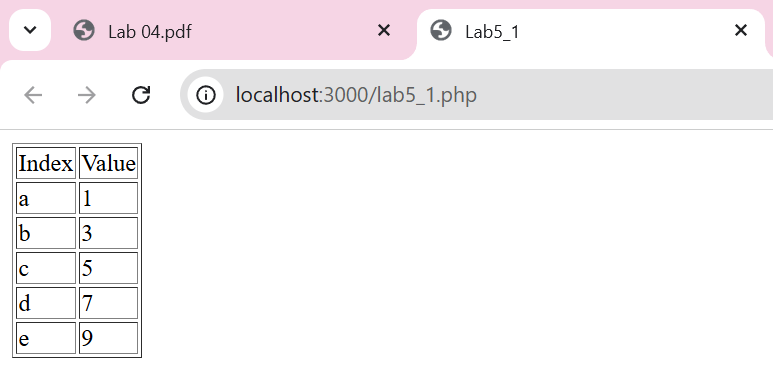 Lab 04.pdf Lab5_1
localhost:3000/lab5_1.php
Index Value
a 1
b 3
c 5
d 7
e 9